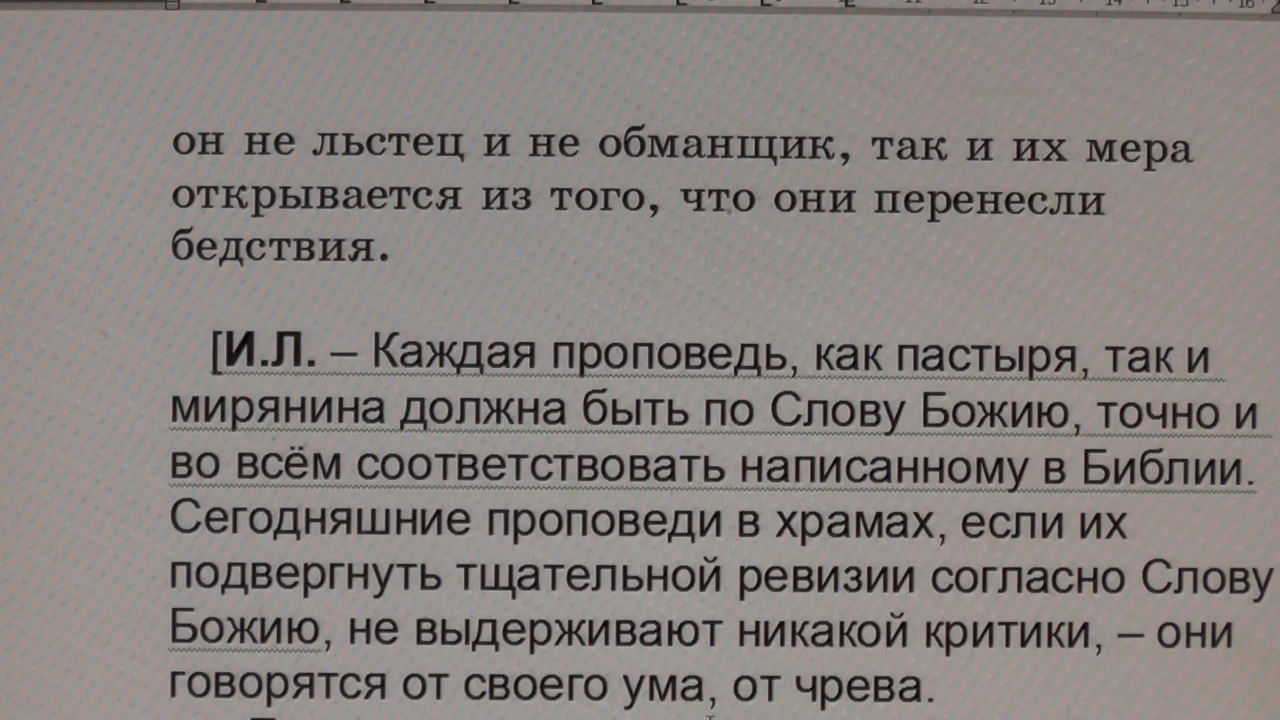 он не льстец и не обманщик, так и их мера
открывается из того, что они перенесли
бедствия.
[И.Л. – Каждая проповедь, как пастыря, так и
мирянина должна быть по Слову Божию, точно и
во всём соответствовать написанному в Библии.
Сегодняшние проповеди в храмах, если их
подвергнуть тщательной ревизии согласно Слову
Божию, не выдерживают никакой критики, – они
говорятся от своего ума, от чрева.